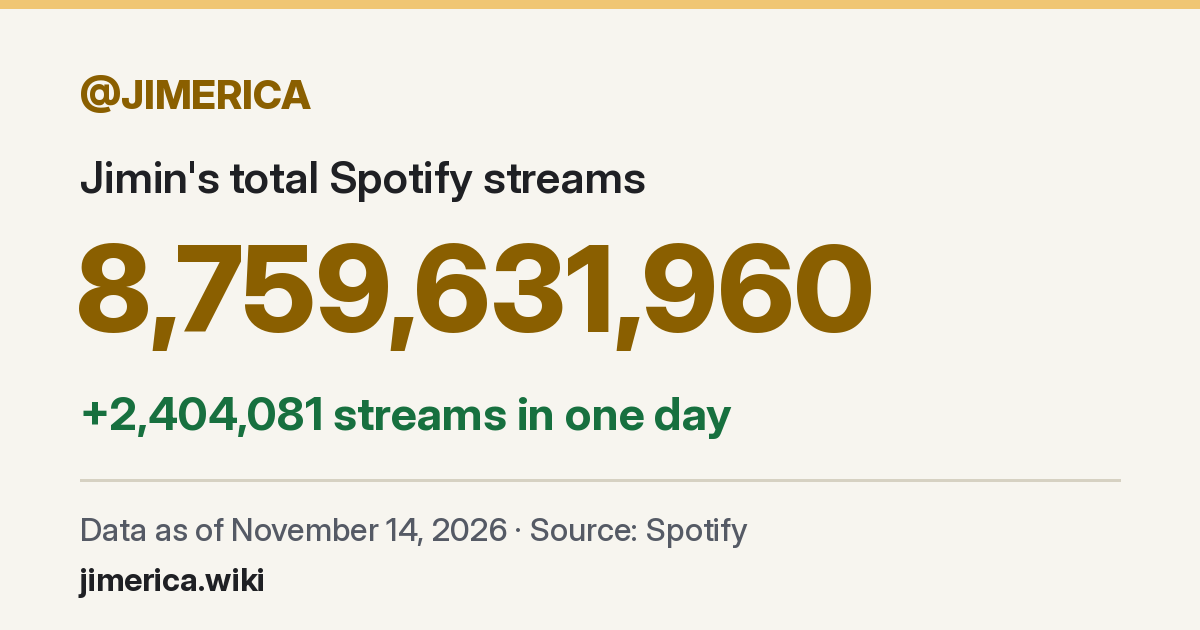 @JIMERICA
Jimin's total Spotify streams
8,759,631,960
+2,404,081 streams in one day
Data as of November 14, 2026 · Source: Spotify
jimerica.wiki